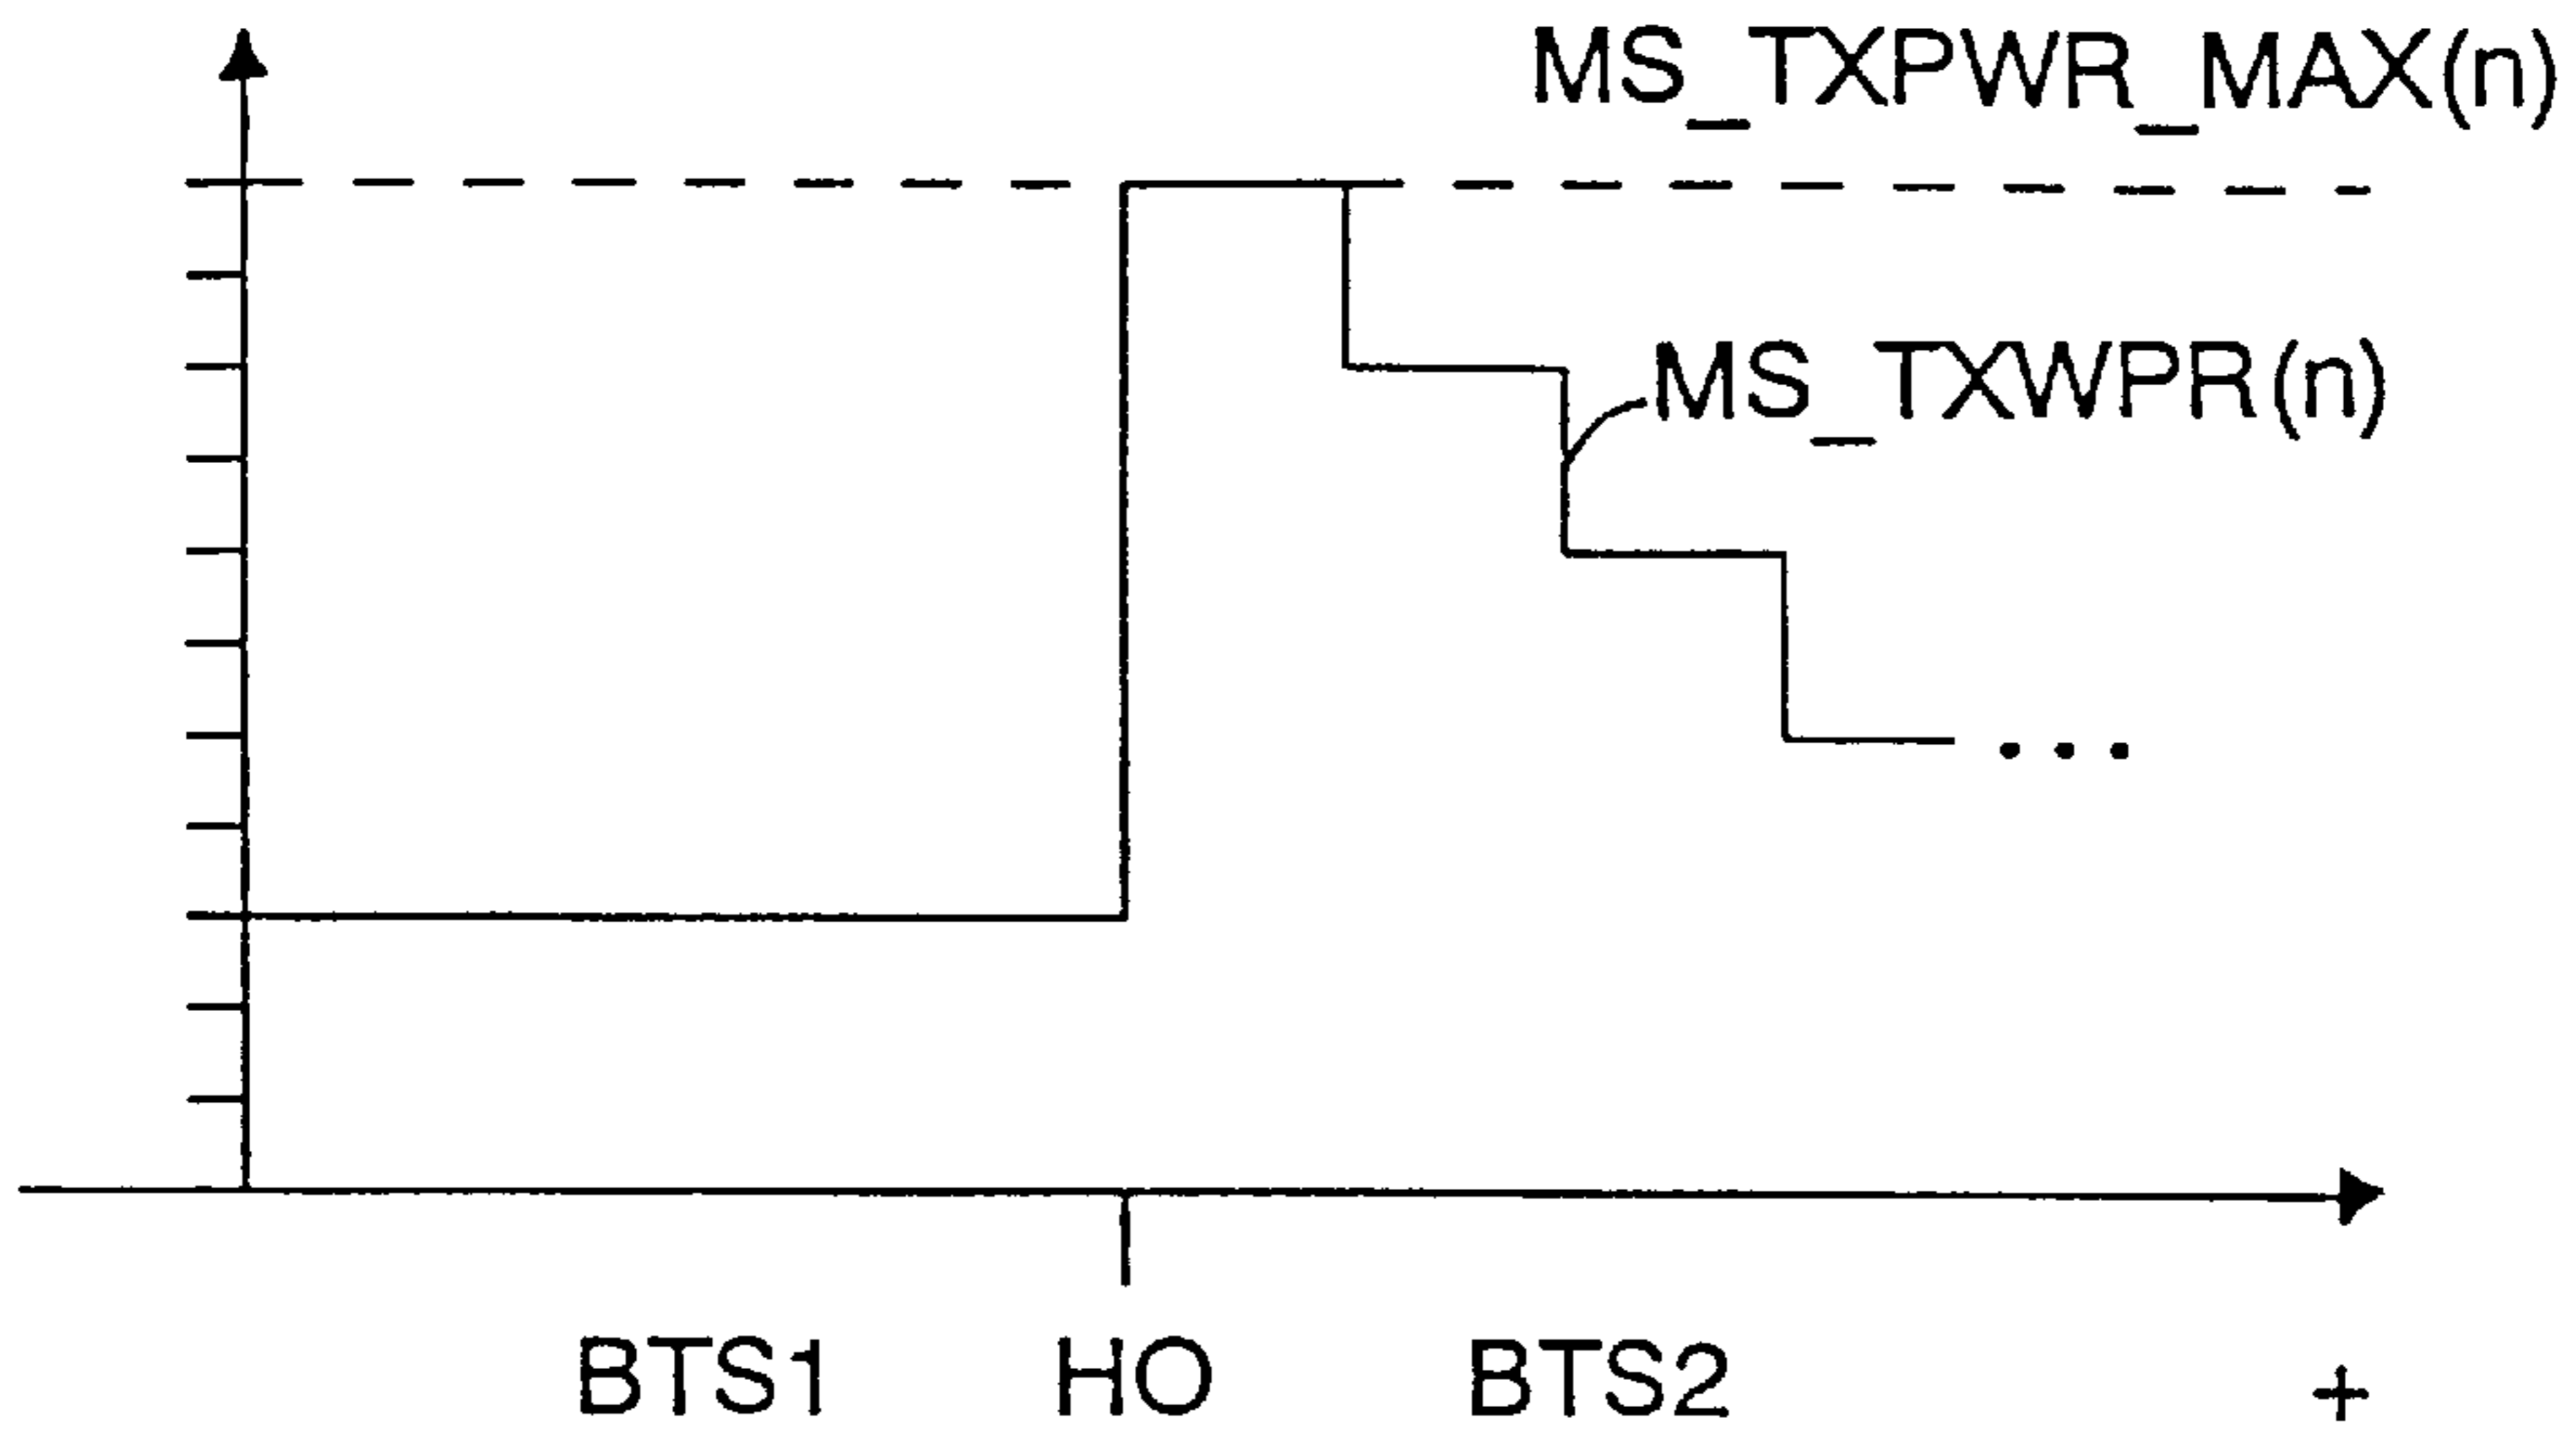 MS_TXPWR_MAX(n)
MS_TXWPR(n)
...
BTS1 HO BTS2 +